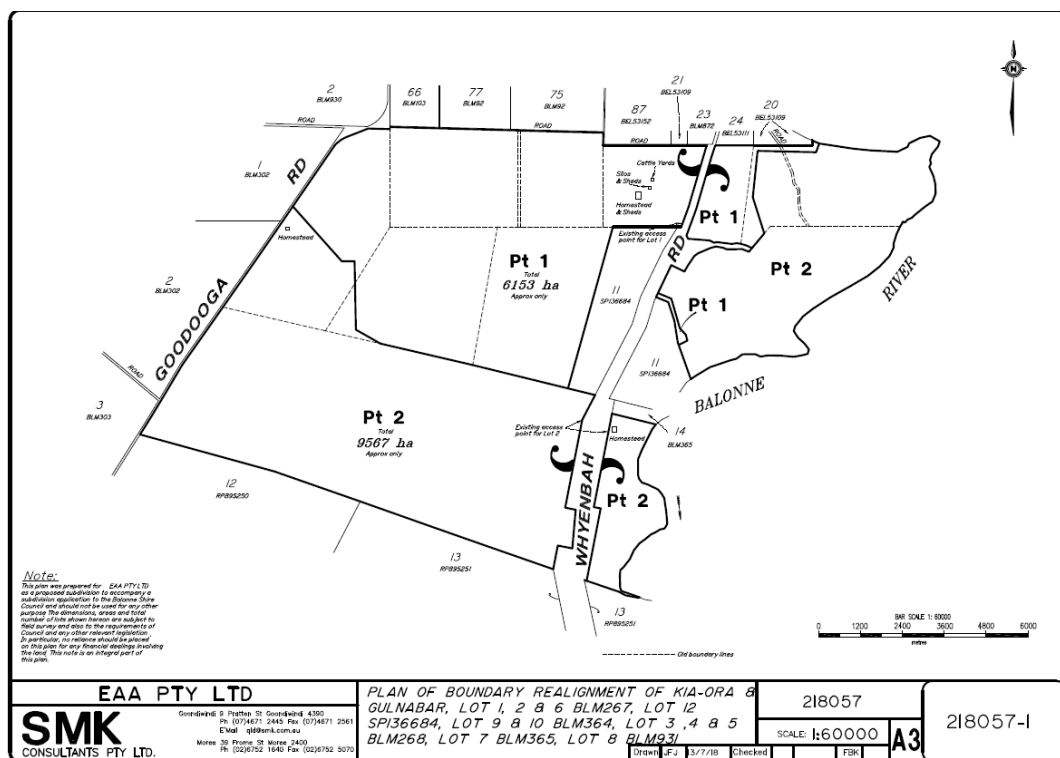 N
2
BLM930
66
BLM103
77
BLM92
75
BLM92
87
BEL53152
21
BEL53109
23
BLM872
24
BEL53111
20
BEL53109
ROAD
ROAD
ROAD
ROAD
1
BLM302
Cattle Yards
Silos
& Sheds
Homestead
& Sheds
Homestead
Existing access
point for Lot 1
Pt 1
Pt 1
Total
6153 ha
Approx only
Pt 2
Pt 1
11
SP136684
11
SP136684
2
BLM302
GOODOOGA RD
WHYENBAH RD
BALONNE RIVER
ROAD
3
BLM303
Pt 2
Total
9567 ha
Approx only
Existing access
point for Lot 2
Homestead
14
BLM365
Pt 2
12
RP895250
13
RP895251
13
RP895251
Note:
This plan was prepared for EAA PTY LTD
as a proposed subdivision to accompany a
subdivision application to the Balonne Shire
Council and should not be used for any other
purpose The dimensions, areas and total
number of lots shown hereon are subject to
field survey and also to the requirements of
Council and any other relevant legislation
In particular, no reliance should be placed
on this plan for any financial dealings involving
the land, This note is an integral part of
this plan.
BAR SCALE 1: 60000
0 1200 2400 3600 4800 6000
metres
Old boundary lines
EAA PTY LTD
SMK
CONSULTANTS PTY LTD.
Goondiwindi 9 Pratten St Goondiwindi 4390
Ph (07)4671 2445 Fax (07)4671 2561
E'Mail qld@smk.com.au
Moree 39 Frome St Moree 2400
Ph (02)6752 1640 Fax (02)6752 5070
PLAN OF BOUNDARY REALIGNMENT OF KIA-ORA &
GULNABAR, LOT 1, 2 & 6 BLM267, LOT 12
SP136684, LOT 9 & 10 BLM364, LOT 3 ,4 & 5
BLM268, LOT 7 BLM365, LOT 8 BLM931
Drawn JFJ 13/7/18 Checked FBK
218057
SCALE: 1:60000
A3
218057-1